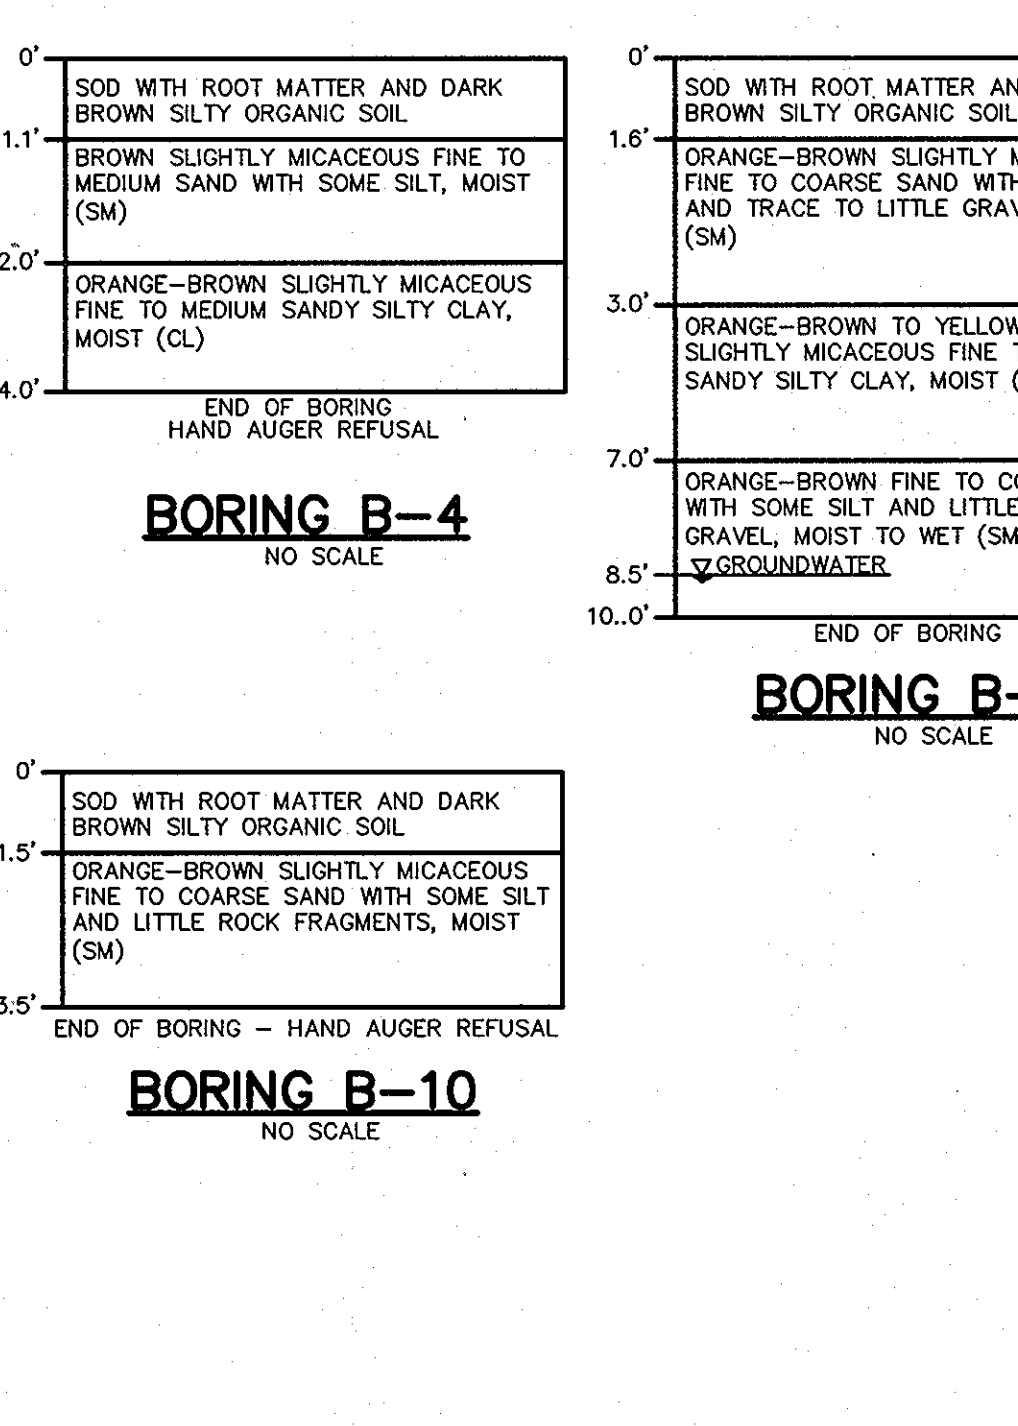 0'
SOD WITH ROOT MATTER AND DARK
BROWN SILTY ORGANIC SOIL
1.1'
BROWN SLIGHTLY MICACEOUS FINE TO
MEDIUM SAND WITH SOME SILT, MOIST
(SM)
2.0'
ORANGE-BROWN SLIGHTLY MICACEOUS
FINE TO MEDIUM SANDY SILTY CLAY,
MOIST (CL)
4.0'
END OF BORING
HAND AUGER REFUSAL
BORING B-4
NO SCALE
0'
SOD WITH ROOT MATTER
BROWN SILTY ORGANIC SOIL
1.6'
ORANGE-BROWN SLIGHTLY
FINE TO COARSE SAND
AND TRACE TO LITTLE
(SM)
3.0'
ORANGE-BROWN TO
SLIGHTLY MICACEOUS FINE
SANDY SILTY CLAY, MOIST
7.0'
ORANGE-BROWN FINE TO
WITH SOME SILT AND LITTLE
GRAVEL, MOIST TO WET (SM
GROUNDWATER
8.5'
10..0'
END OF BORING
BORING B-
NO SCALE
0'
SOD WITH ROOT MATTER AND DARK
BROWN SILTY ORGANIC SOIL
1.5'
ORANGE-BROWN SLIGHTLY MICACEOUS
FINE TO COARSE SAND WITH SOME SILT
AND LITTLE ROCK FRAGMENTS, MOIST
(SM)
3.5'
END OF BORING - HAND AUGER REFUSAL
BORING B-10
NO SCALE